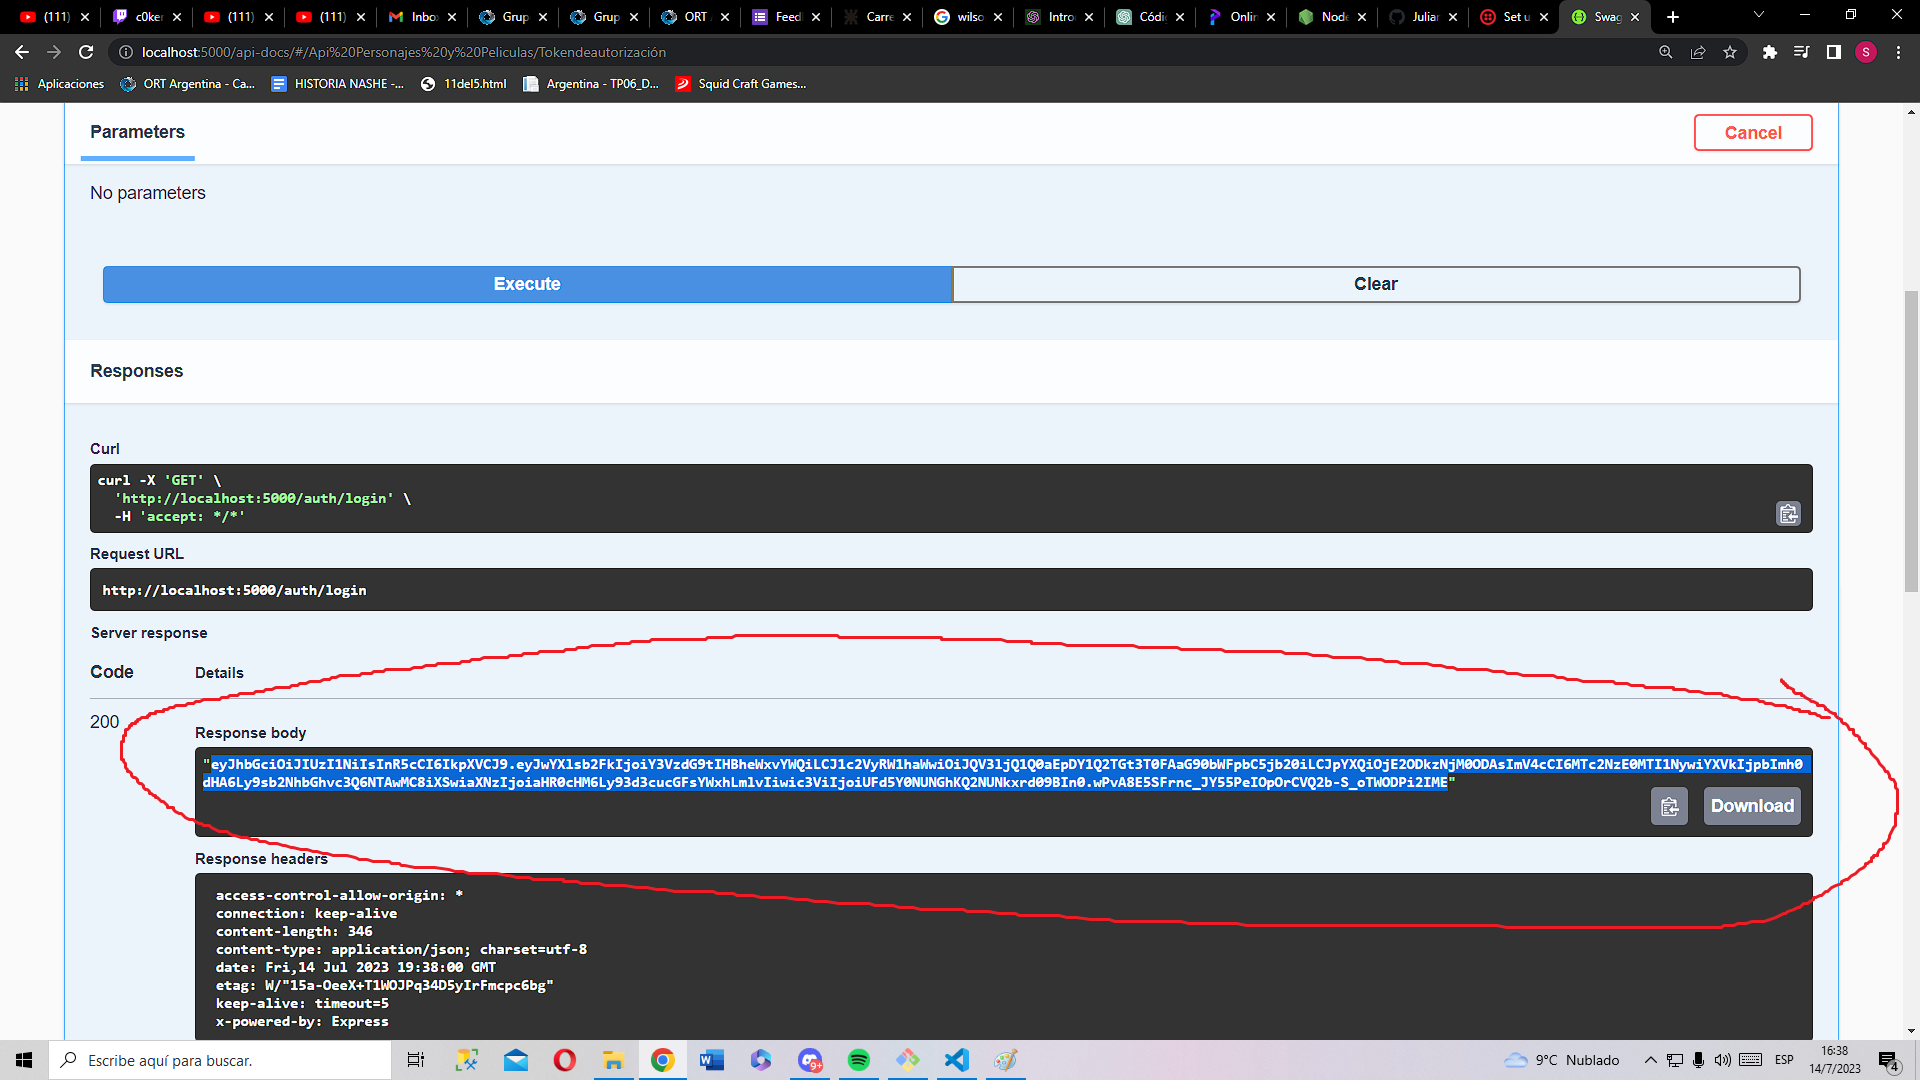 (111)
c0ker
(111)
(111)
Inbo
Grup
Grup
ORT
Feed
Carre
wilso
Intro
Códi
Onlin
Node
Julian
Set u
Swag
localhost:5000/api-docs/#/Api%20Personajes%20y%20Peliculas/Tokendeautorización
S
Aplicaciones
ORT Argentina - Ca...
HISTORIA NASHE -...
11del5.html
Argentina - TP06_D...
Squid Craft Games...
Parameters
Cancel
No parameters
Execute
Clear
Responses
Curl
curl -X 'GET' \
'http://localhost:5000/auth/login' \
-H 'accept: */*'
Request URL
http://localhost:5000/auth/login
Server response
Code
Details
200
Response body
"eyJhbGciOiJIUzI1NiIsInR5cCI6IkpXVCJ9.eyJwYXlsb2FkIjoiY3VzdG9tIHBheWxvYWQiLCJ1c2VyRW1haWwiOiJQV3ljQ1Q0aEpDY1Q2TGt3T0FAaG90bWFpbC5jb20iLCJpYXQiOjE2ODkzNjM0ODAsImV4cCI6MTc2NzE0MTI1NywiYXVkIjpbImh0
dHA6Ly9sb2NhbGhvc3Q6NTAwMC8iXSwiaXNzIjoiaHR0cHM6Ly93d3cucGFsYWxhLmlvIiwic3ViIjoiUFd5Y0NUNGhKQ2NUNkxrd09BIn0.wPvA8E5SFrnc_JY55PeIOpOrCVQ2b-S_oTWODPi2IME"
Download
Response headers
access-control-allow-origin: *
connection: keep-alive
content-length: 346
content-type: application/json; charset=utf-8
date: Fri,14 Jul 2023 19:38:00 GMT
etag: W/"15a-OeeX+T1WOJPq34D5yIrFmcpc6bg"
keep-alive: timeout=5
x-powered-by: Express
Escribe aquí para buscar.
9+
9°C Nublado
ESP
16:38
14/7/2023
4